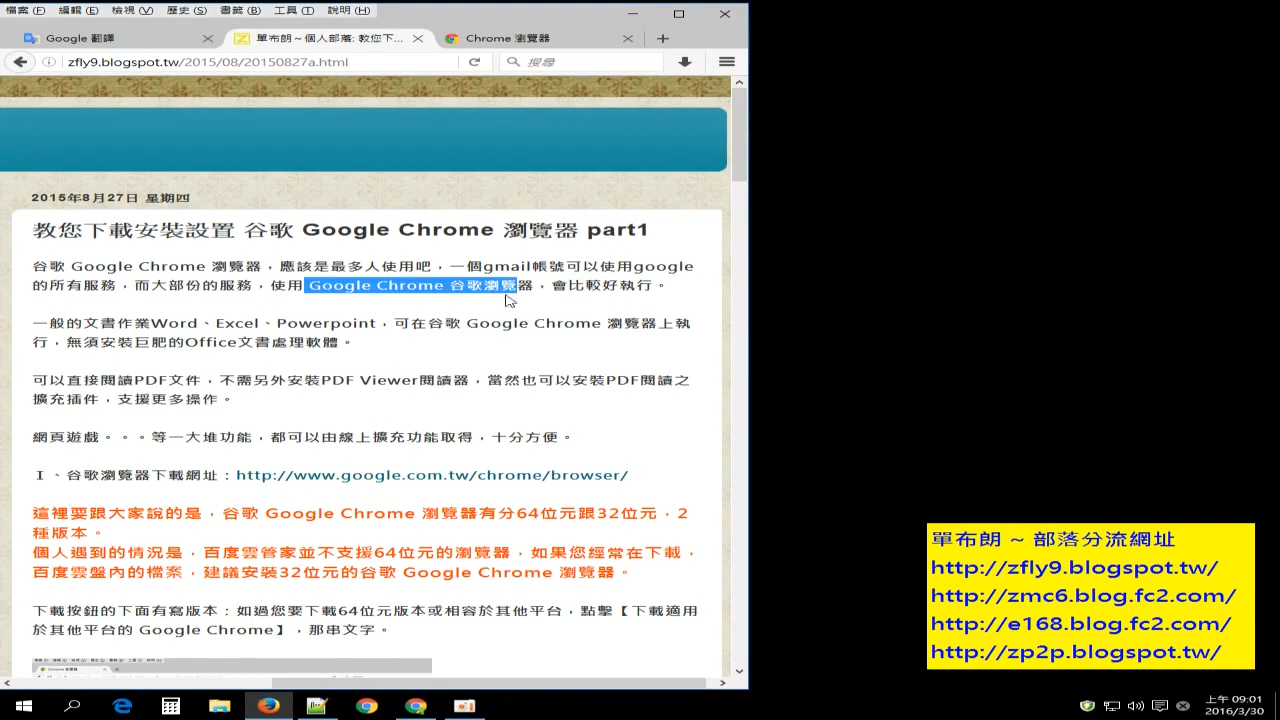 檔案(F) 編輯(E) 檢視(V) 歷史(S) 書籤(B) 工具(T) 說明(H)
Google 翻譯
單布朗～個人部落: 教您下...
Chrome 瀏覽器
zfly9.blogspot.tw/2015/08/20150827a.html
搜尋
2015年8月27日 星期四
教您下載安裝設置 谷歌 Google Chrome 瀏覽器 part1
谷歌 Google Chrome 瀏覽器，應該是最多人使用吧，一個gmail帳號可以使用google
的所有服務，而大部份的服務，使用 Google Chrome 谷歌瀏覽器，會比較好執行。
一般的文書作業Word、Excel、Powerpoint，可在谷歌 Google Chrome 瀏覽器上執
行，無須安裝巨肥的Office文書處理軟體。
可以直接閱讀PDF文件，不需另外安裝PDF Viewer閱讀器，當然也可以安裝PDF閱讀之
擴充插件，支援更多操作。
網頁遊戲。。。等一大堆功能，都可以由線上擴充功能取得，十分方便。
Ｉ、谷歌瀏覽器下載網址：http://www.google.com.tw/chrome/browser/
這裡要跟大家說的是，谷歌 Google Chrome 瀏覽器有分64位元跟32位元，2
種版本。
個人遇到的情況是，百度雲管家並不支援64位元的瀏覽器，如果您經常在下載，
百度雲盤內的檔案，建議安裝32位元的谷歌 Google Chrome 瀏覽器。
下載按鈕的下面有寫版本：如過您要下載64位元版本或相容於其他平台，點擊【下載適用
於其他平台的 Google Chrome】，那串文字。
單布朗 ~ 部落分流網址
http://zfly9.blogspot.tw/
http://zmc6.blog.fc2.com/
http://e168.blog.fc2.com/
http://zp2p.blogspot.tw/
上午 09:01
2016/3/30